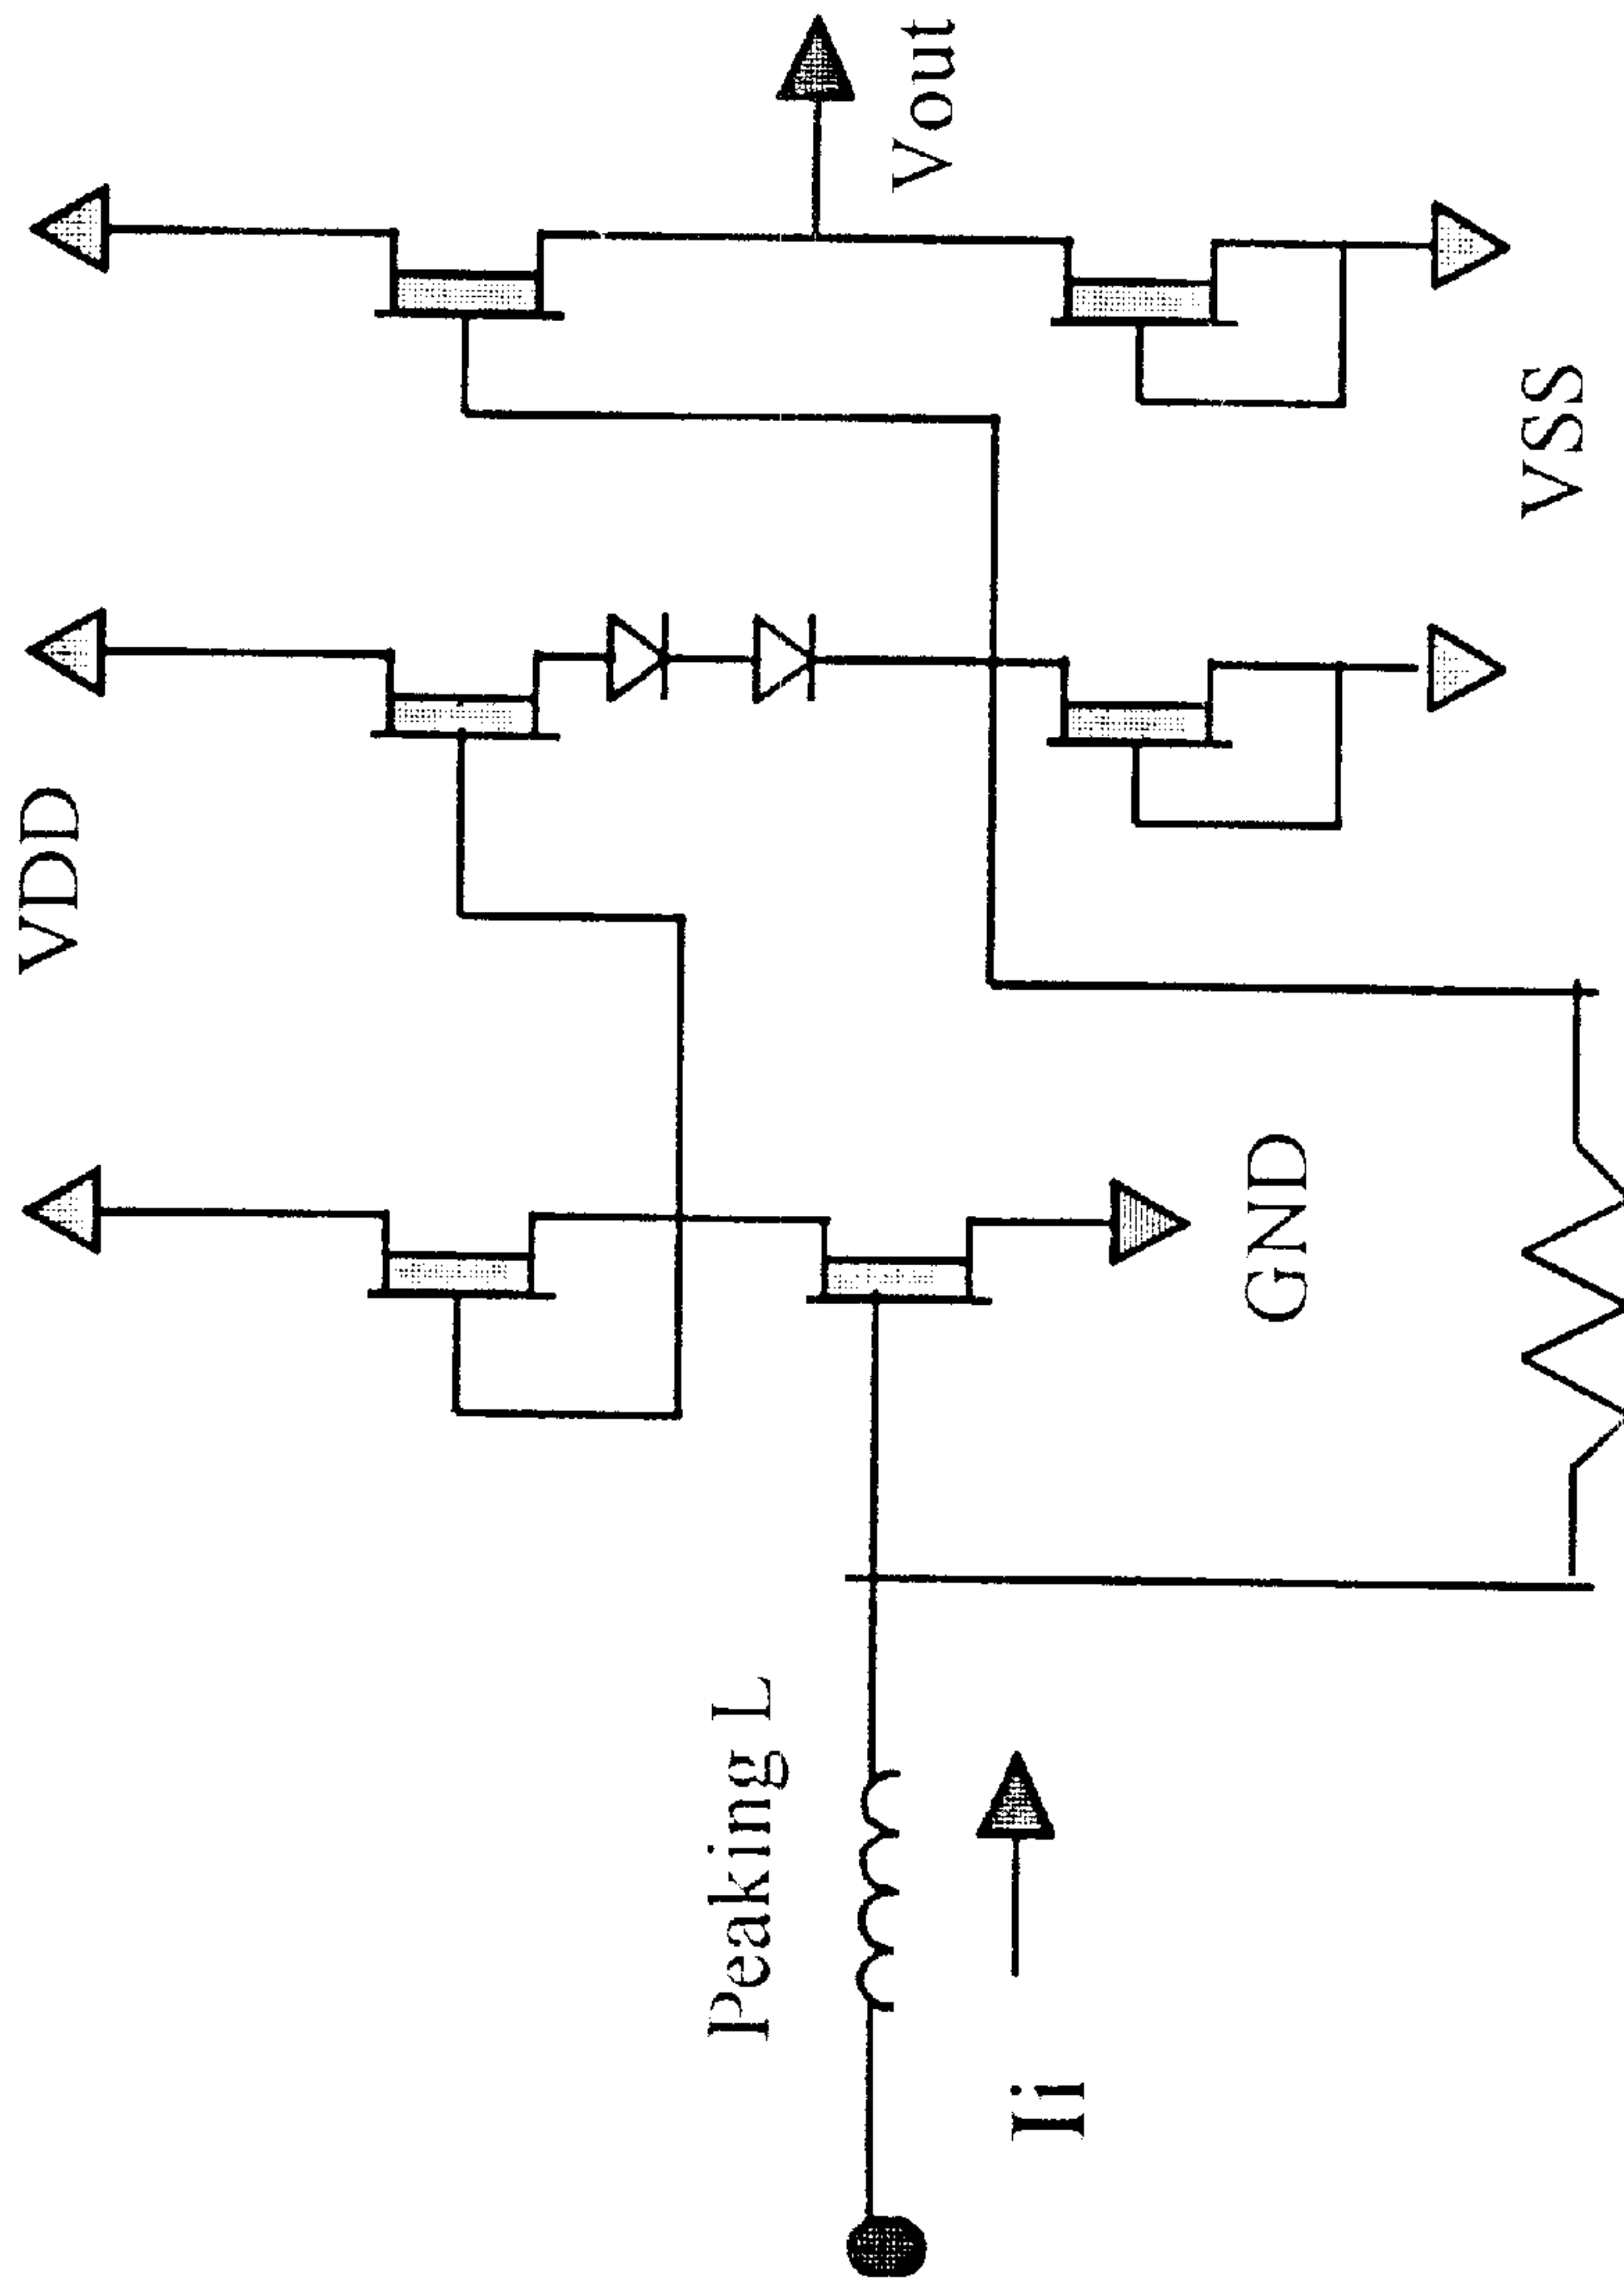 VDD
Vout
Peaking L
Ii
GND
VSS